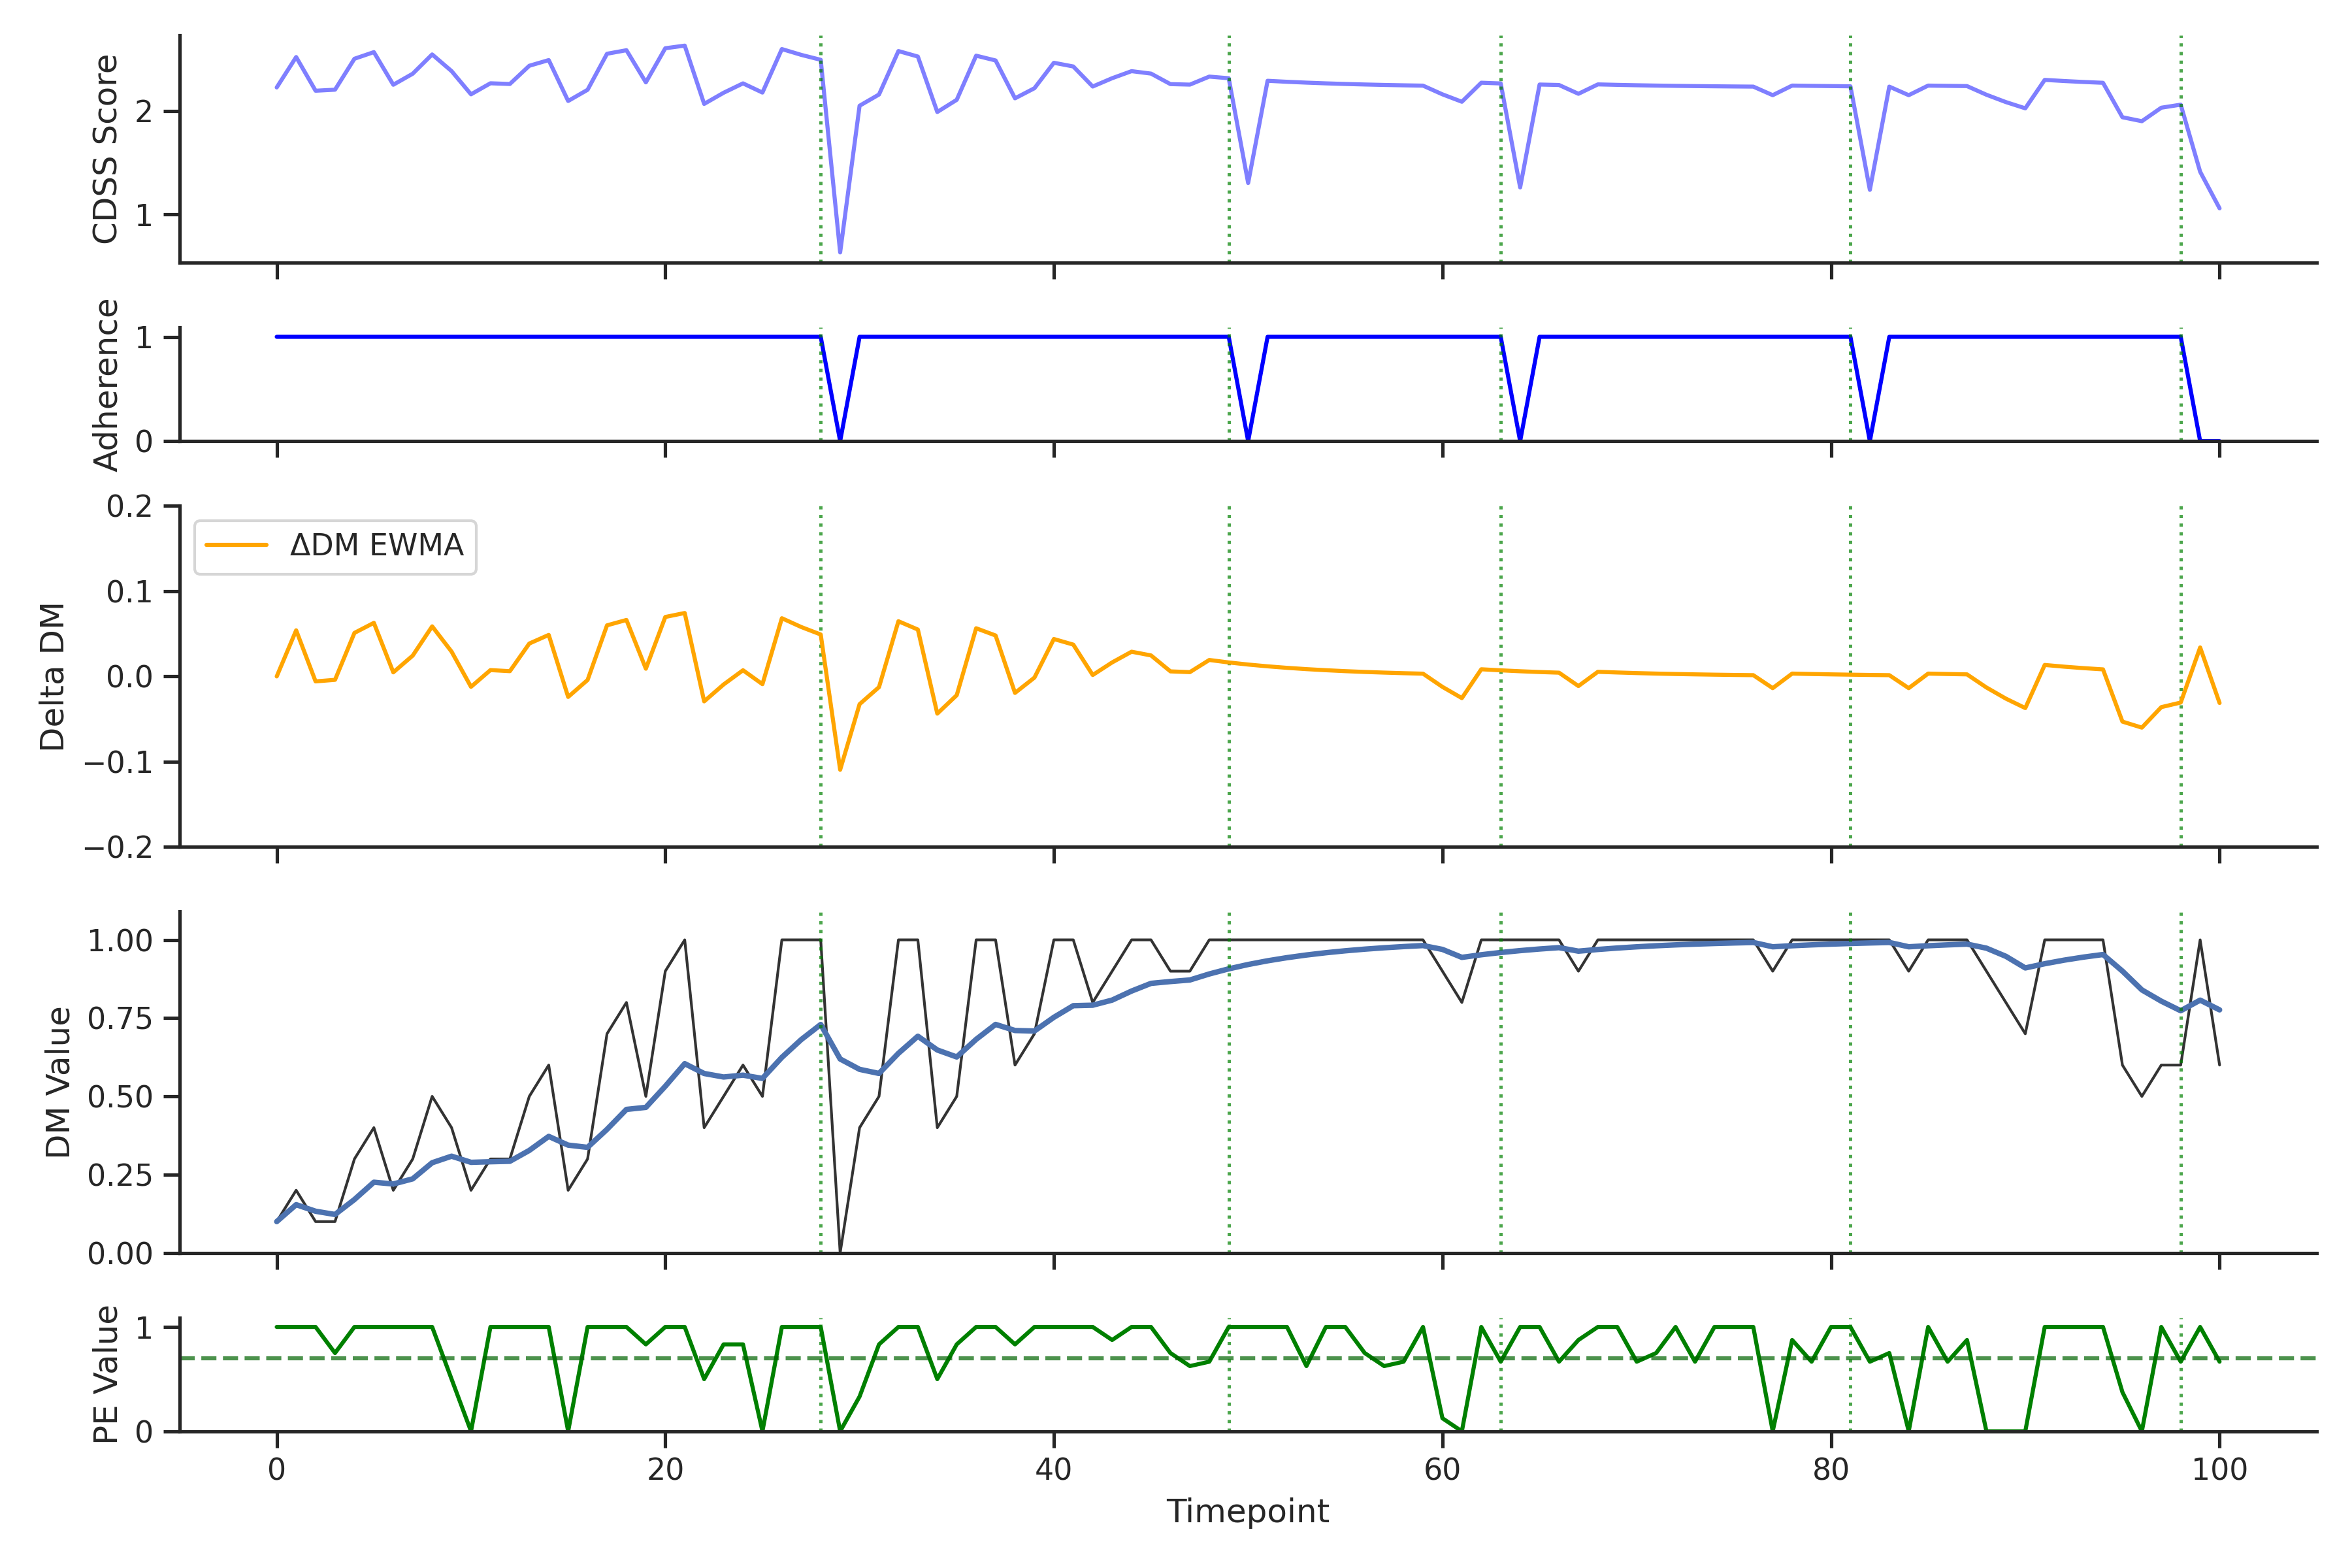 CDSS Score
2
1
Adherence
1
0
Delta DM
0.2
0.1
0.0
−0.1
−0.2
ΔDM EWMA
DM Value
1.00
0.75
0.50
0.25
0.00
PE Value
1
0
0 20 40 60 80 100
Timepoint